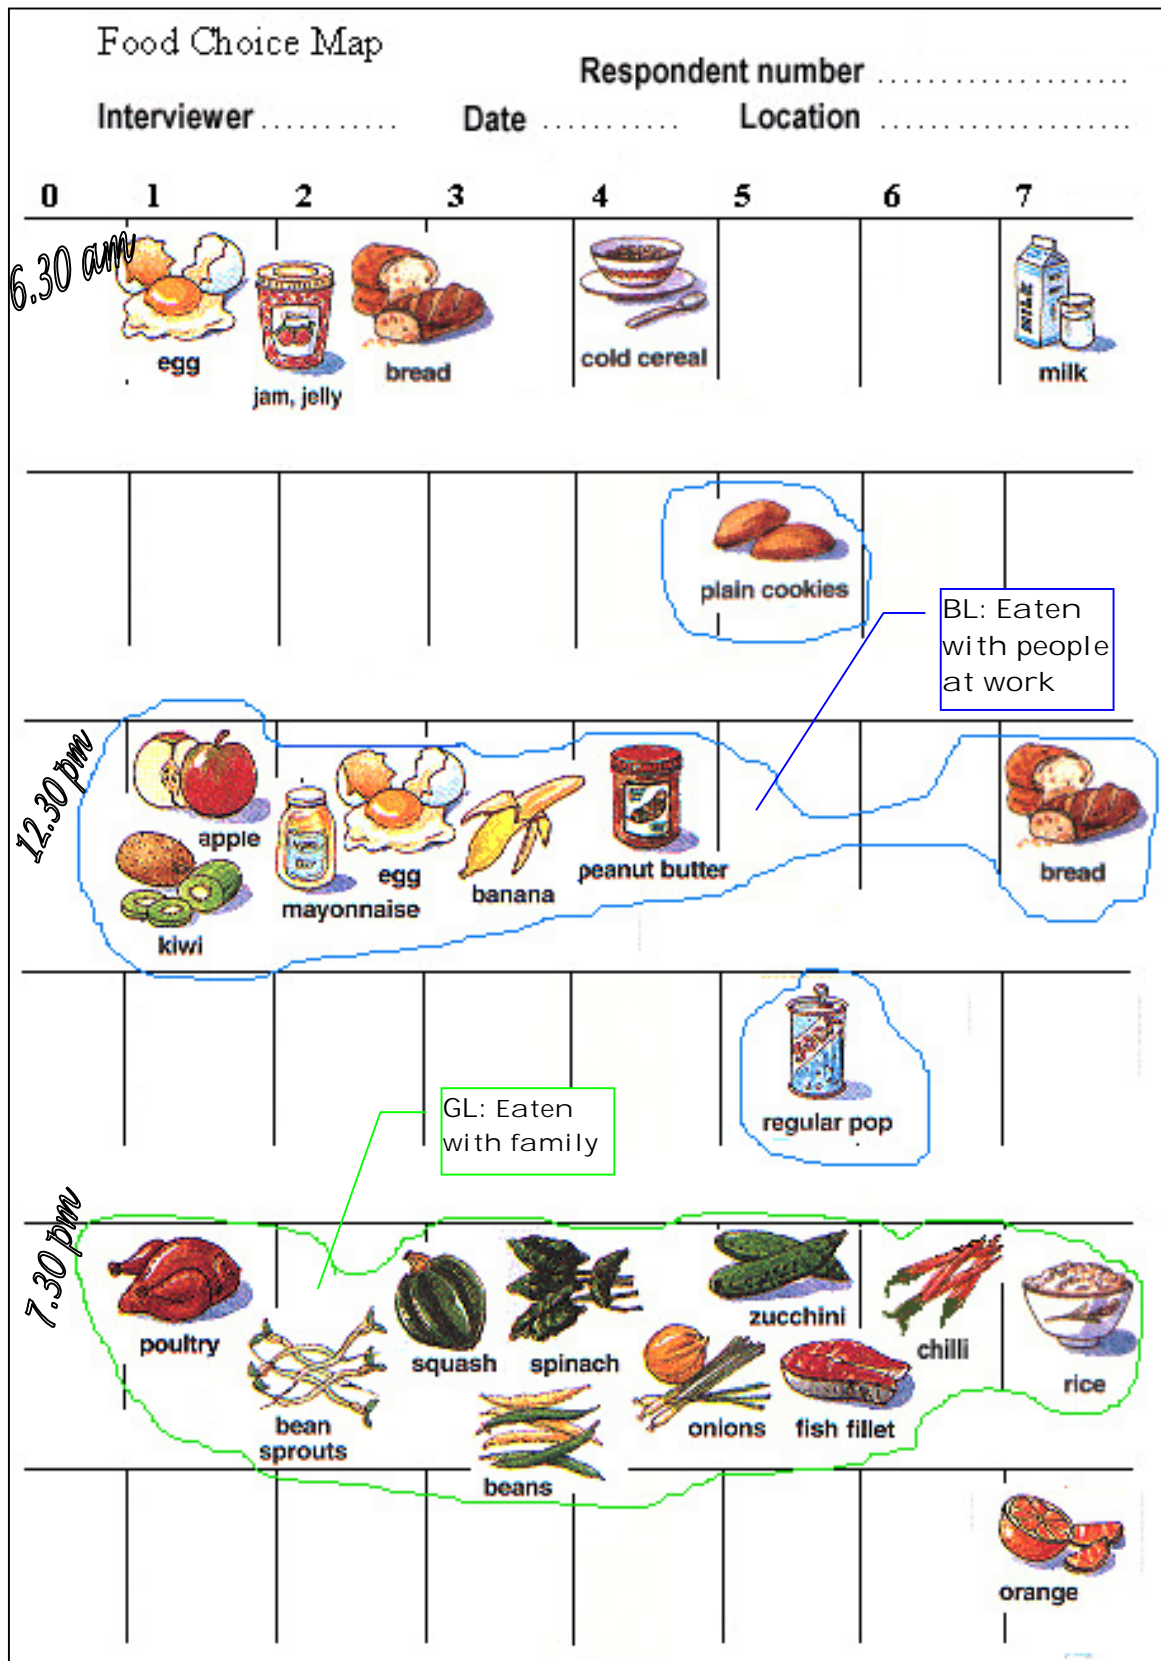 Food Choice Map
Respondent number ....................
Interviewer ........... Date ........... Location ....................
0 1 2 3 4 5 6 7
6.30 am
egg
jam, jelly
bread
cold cereal
MILK
milk
plain cookies
BL: Eaten
with people
at work
12.30 pm
apple
kiwi
mayonnaise
egg
banana
peanut butter
bread
regular pop
GL: Eaten
with family
7.30 pm
poultry
bean
sprouts
squash
spinach
beans
zucchini
onions
fish fillet
chilli
rice
orange